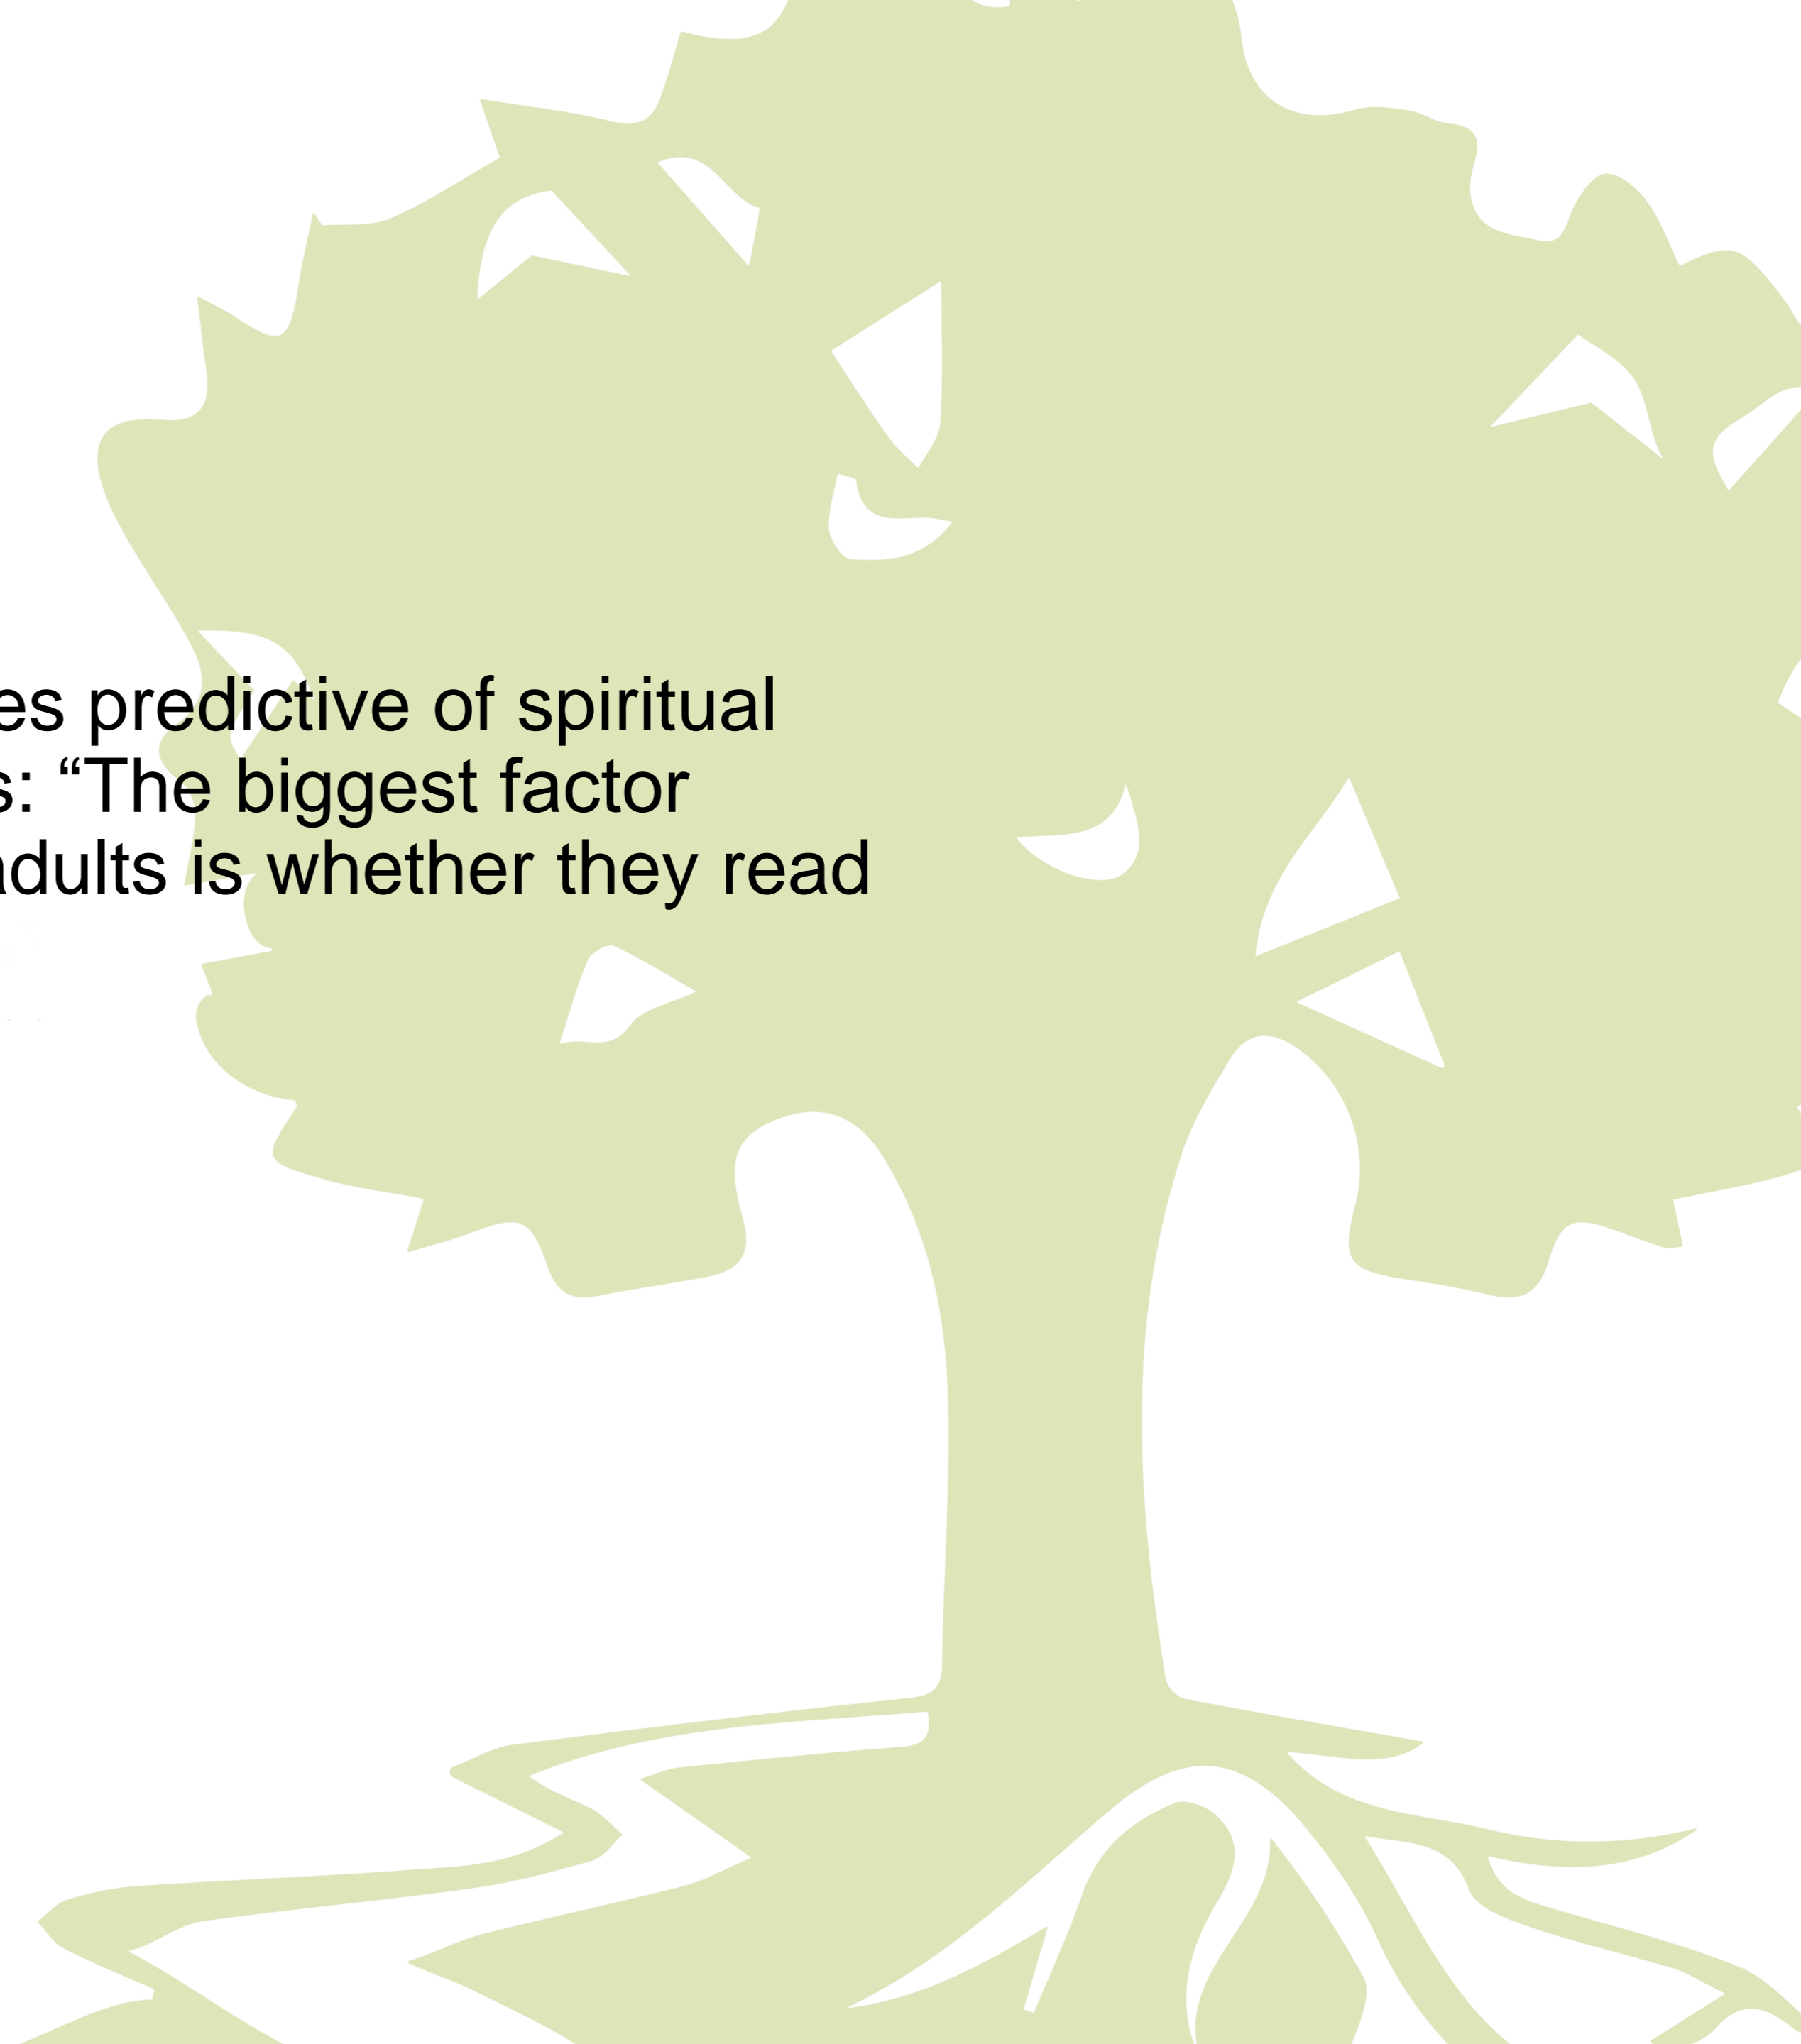 es predictive of spiritual
s: “The biggest factor
dults is whether they read